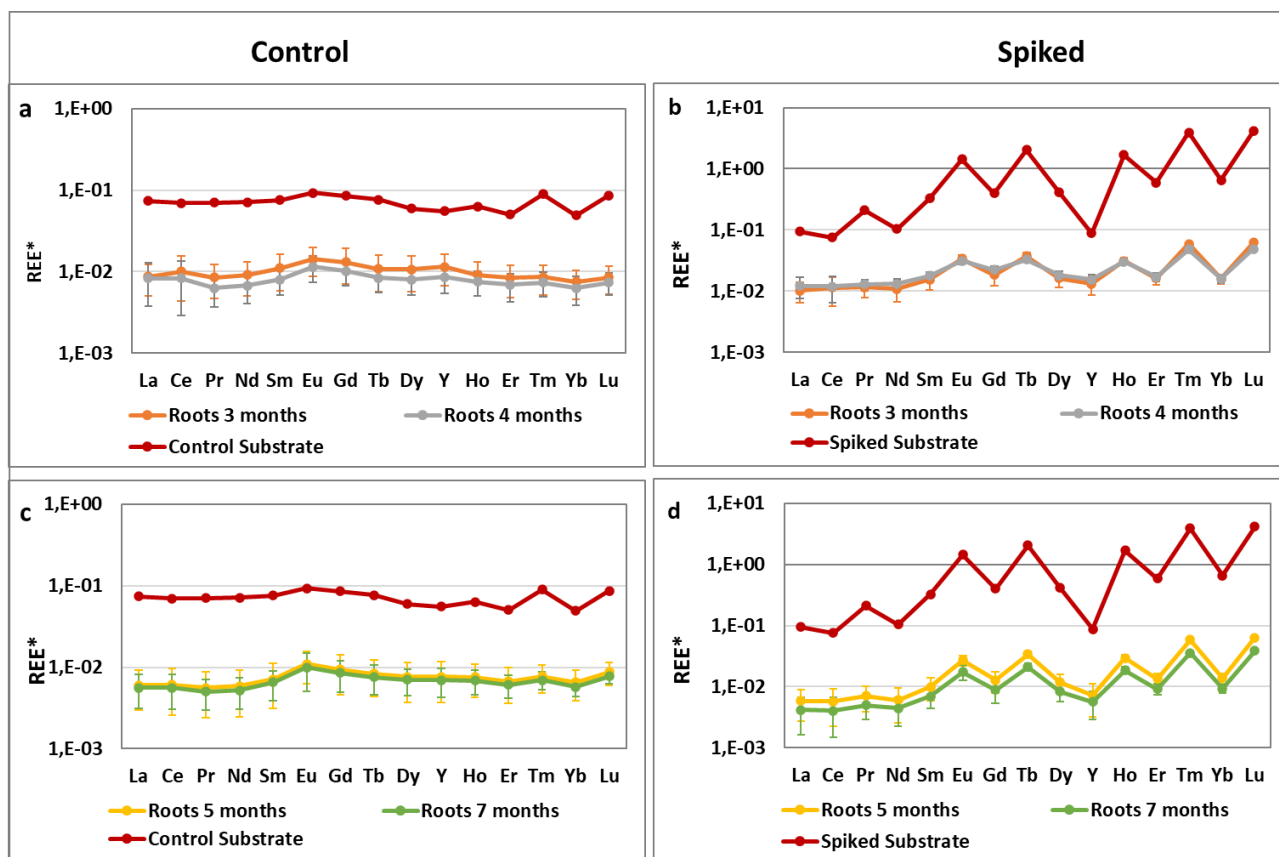 Control
Spiked
a
1,E+00
1,E-01
1,E-02
1,E-03
REE*
La Ce Pr Nd Sm Eu Gd Tb Dy Y Ho Er Tm Yb Lu
Roots 3 months
Roots 4 months
Control Substrate
b
1,E+01
1,E+00
1,E-01
1,E-02
1,E-03
REE*
La Ce Pr Nd Sm Eu Gd Tb Dy Y Ho Er Tm Yb Lu
Roots 3 months
Roots 4 months
Spiked Substrate
c
1,E+00
1,E-01
1,E-02
1,E-03
REE*
La Ce Pr Nd Sm Eu Gd Tb Dy Y Ho Er Tm Yb Lu
Roots 5 months
Roots 7 months
Control Substrate
d
1,E+01
1,E+00
1,E-01
1,E-02
1,E-03
REE*
La Ce Pr Nd Sm Eu Gd Tb Dy Y Ho Er Tm Yb Lu
Roots 5 months
Roots 7 months
Spiked Substrate